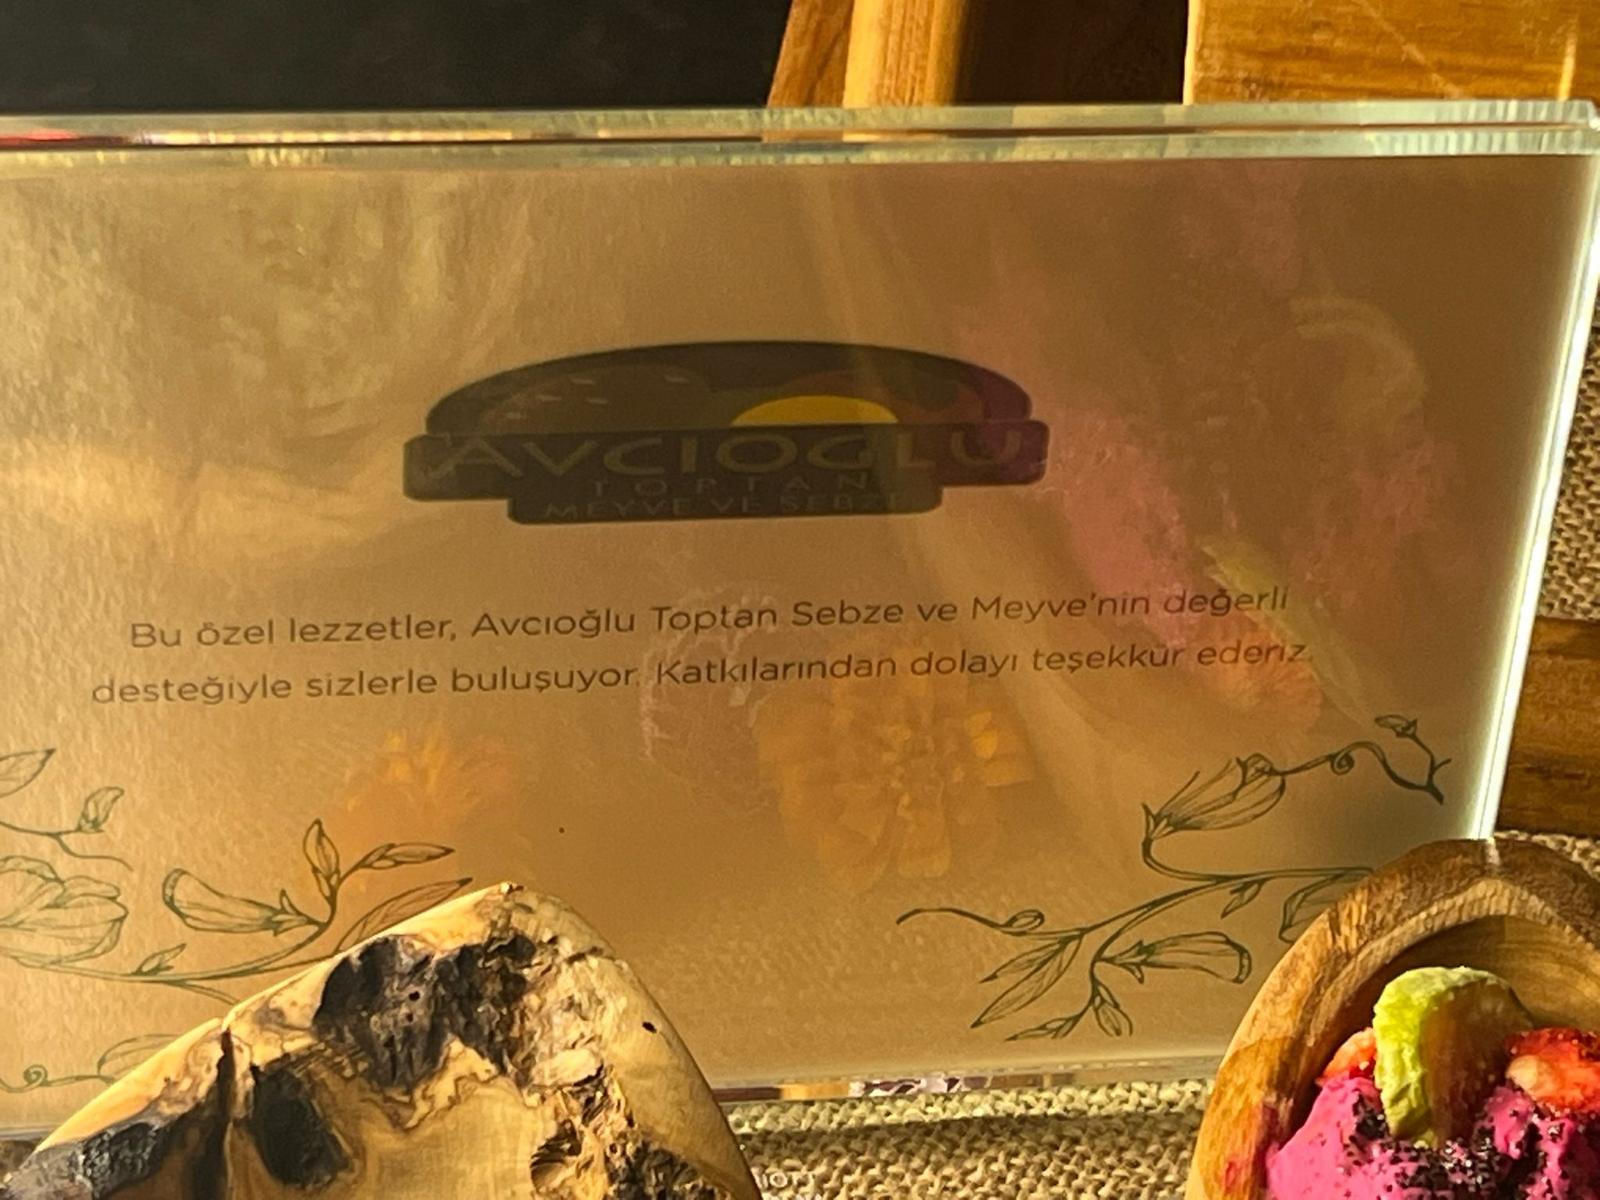 AVCIOĞLU
TOPTAN
MEYVE VE SEBZE
Bu özel lezzetler, Avcıoğlu Toptan Sebze ve Meyve'nin değerli
desteğiyle sizlerle buluşuyor. Katkılarından dolayı teşekkür ederiz.